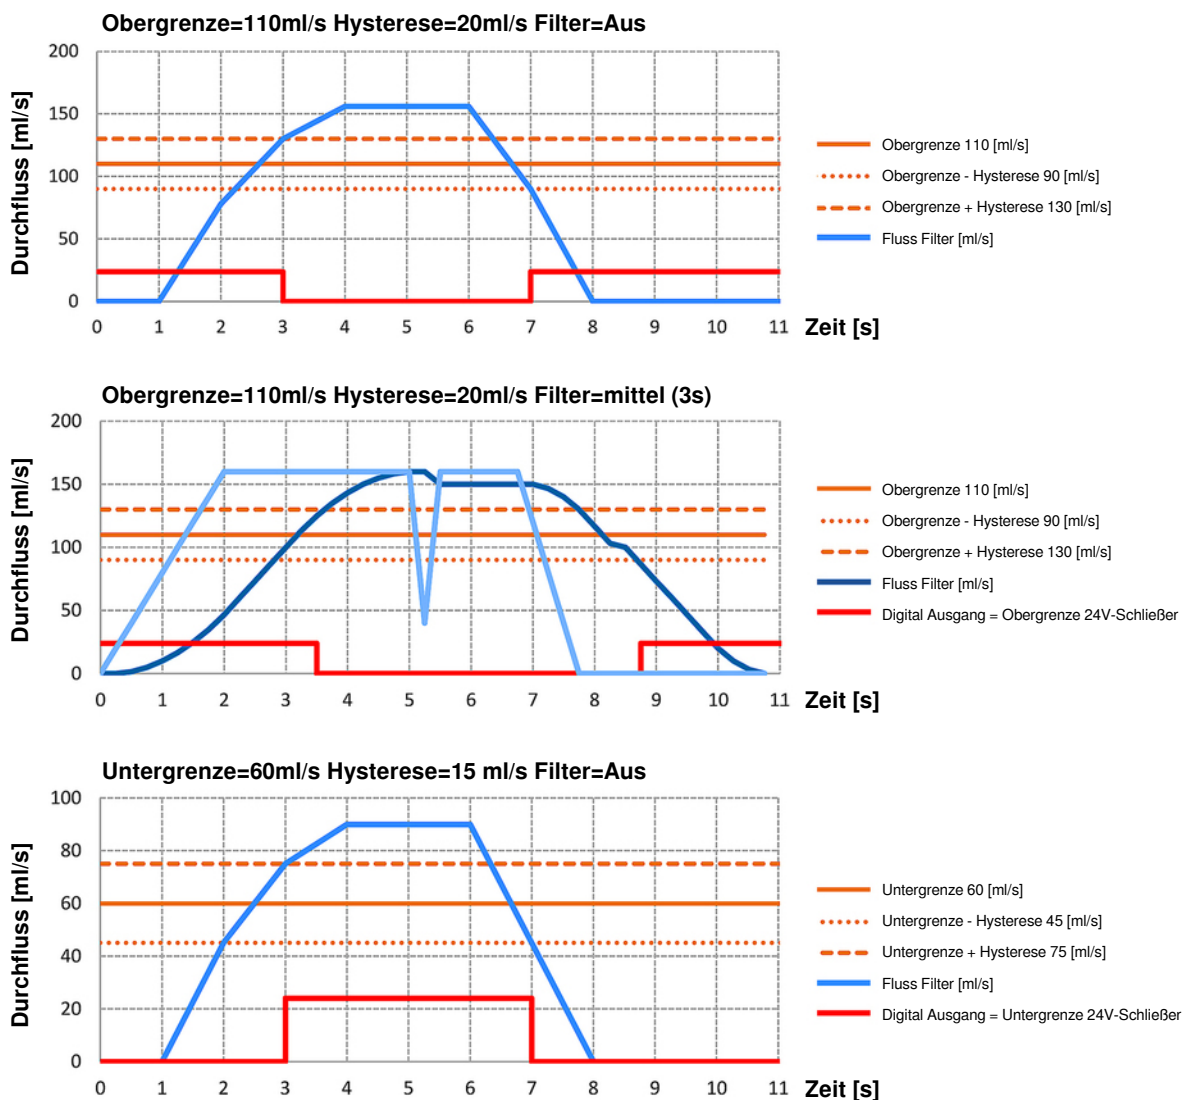 Obergrenze=110ml/s Hysterese=20ml/s Filter=Aus
Durchfluss [ml/s]
200
150
100
50
0
0 1 2 3 4 5 6 7 8 9 10 11 Zeit [s]
Obergrenze 110 [ml/s]
Obergrenze - Hysterese 90 [ml/s]
Obergrenze + Hysterese 130 [ml/s]
Fluss Filter [ml/s]
Obergrenze=110ml/s Hysterese=20ml/s Filter=mittel (3s)
Durchfluss [ml/s]
200
150
100
50
0
0 1 2 3 4 5 6 7 8 9 10 11 Zeit [s]
Obergrenze 110 [ml/s]
Obergrenze - Hysterese 90 [ml/s]
Obergrenze + Hysterese 130 [ml/s]
Fluss Filter [ml/s]
Digital Ausgang = Obergrenze 24V-Schließer
Untergrenze=60ml/s Hysterese=15 ml/s Filter=Aus
Durchfluss [ml/s]
100
80
60
40
20
0
0 1 2 3 4 5 6 7 8 9 10 11 Zeit [s]
Untergrenze 60 [ml/s]
Untergrenze - Hysterese 45 [ml/s]
Untergrenze + Hysterese 75 [ml/s]
Fluss Filter [ml/s]
Digital Ausgang = Untergrenze 24V-Schließer